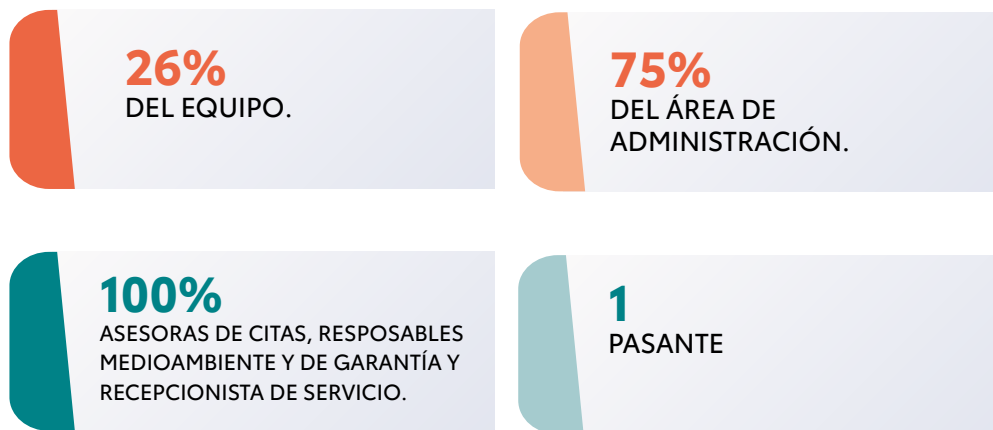 26%
DEL EQUIPO.
75%
DEL ÁREA DE
ADMINISTRACIÓN.
100%
ASESORAS DE CITAS, RESPOSABLES
MEDIOAMBIENTE Y DE GARANTÍA Y
RECEPCIONISTA DE SERVICIO.
1
PASANTE